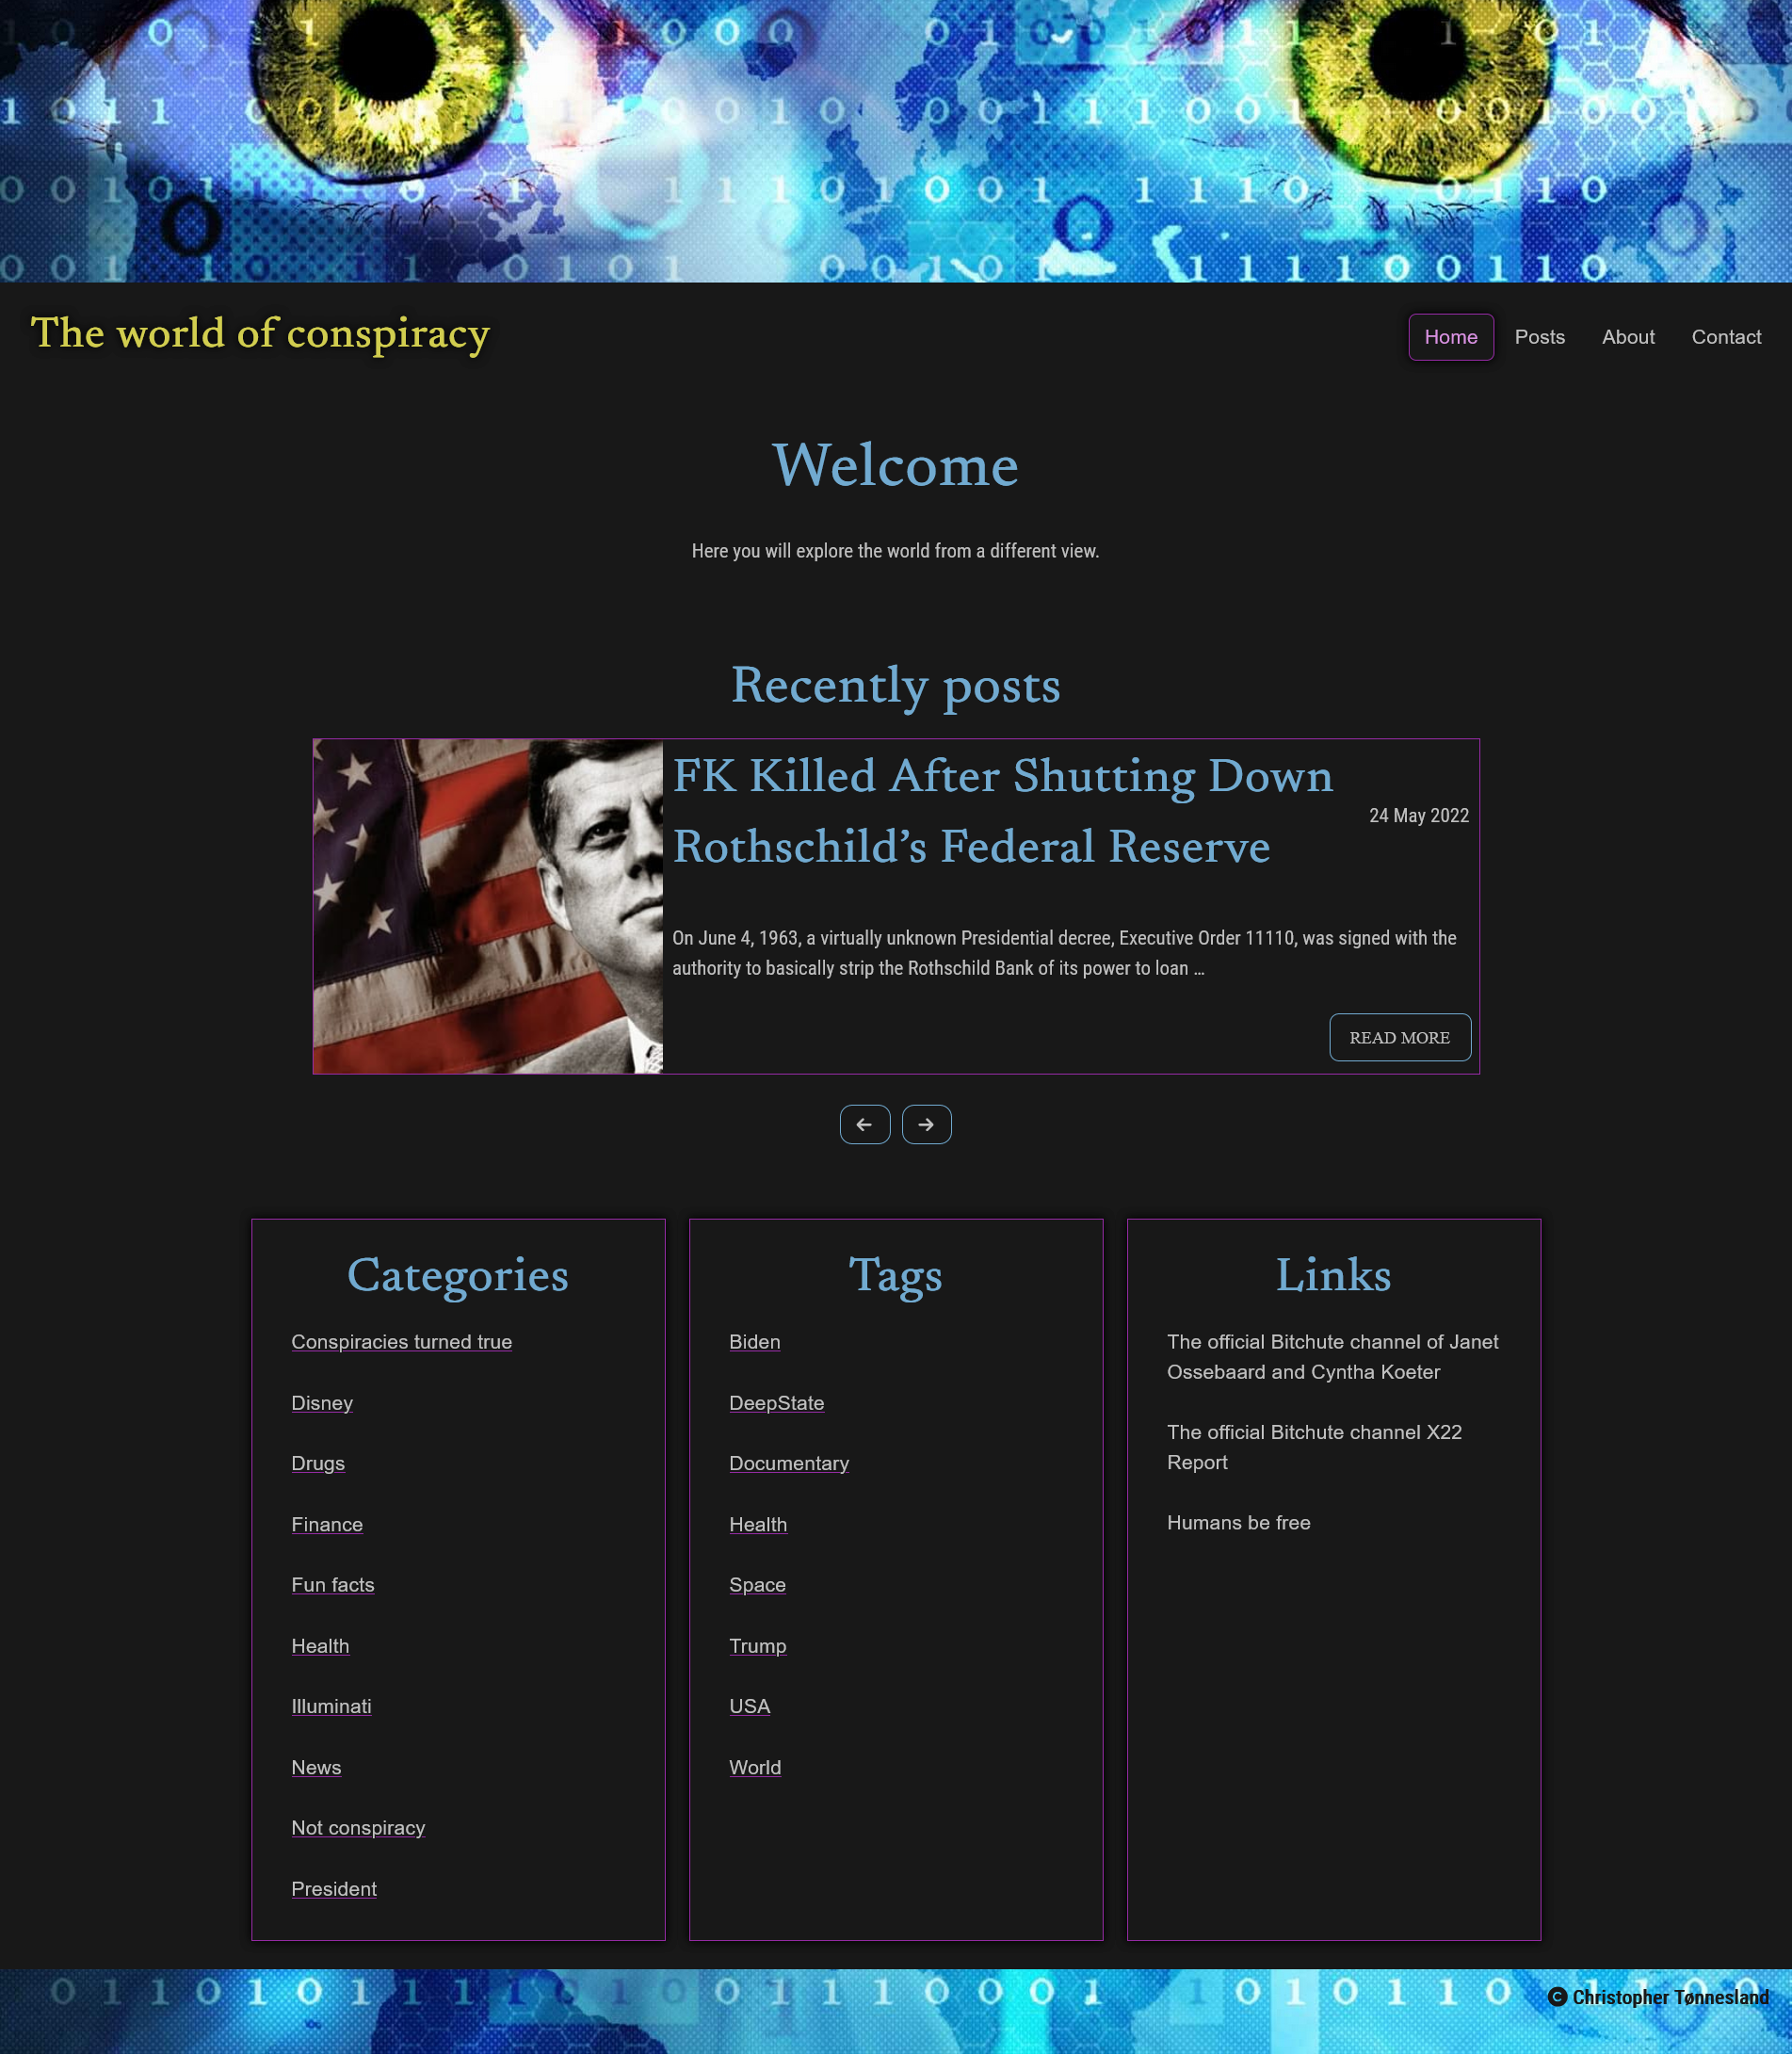 The world of conspiracy
Home
Posts
About
Contact
Welcome
Here you will explore the world from a different view.
Recently posts
FK Killed After Shutting Down
Rothschild’s Federal Reserve
24 May 2022
On June 4, 1963, a virtually unknown Presidential decree, Executive Order 11110, was signed with the
authority to basically strip the Rothschild Bank of its power to loan ...
READ MORE
Categories
Conspiracies turned true
Disney
Drugs
Finance
Fun facts
Health
Illuminati
News
Not conspiracy
President
Tags
Biden
DeepState
Documentary
Health
Space
Trump
USA
World
Links
The official Bitchute channel of Janet
Ossebaard and Cyntha Koeter
The official Bitchute channel X22
Report
Humans be free
© Christopher Tønnesland